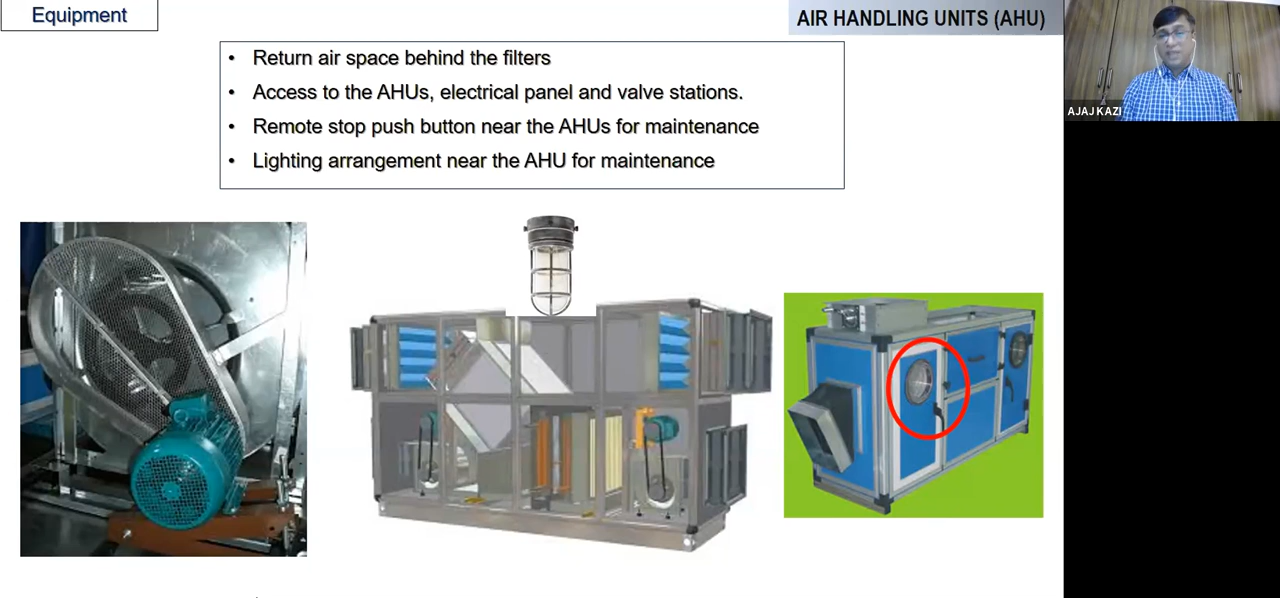 Equipment
AIR HANDLING UNITS (AHU)
• Return air space behind the filters
• Access to the AHUs, electrical panel and valve stations.
• Remote stop push button near the AHUs for maintenance
• Lighting arrangement near the AHU for maintenance
AJAJ KAZI